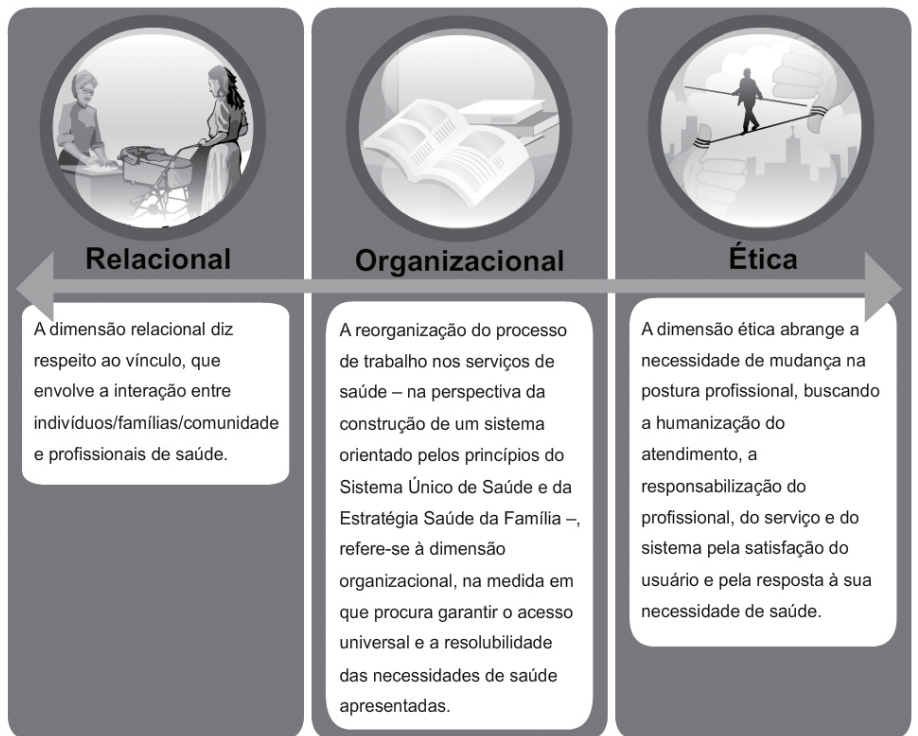 Relacional
A dimensão relacional diz
respeito ao vínculo, que
envolve a interação entre
indivíduos/famílias/comunidade
e profissionais de saúde.
Organizacional
A reorganização do processo
de trabalho nos serviços de
saúde – na perspectiva da
construção de um sistema
orientado pelos princípios do
Sistema Único de Saúde e da
Estratégia Saúde da Família –,
refere-se à dimensão
organizacional, na medida em
que procura garantir o acesso
universal e a resolubilidade
das necessidades de saúde
apresentadas.
Ética
A dimensão ética abrange a
necessidade de mudança na
postura profissional, buscando
a humanização do
atendimento, a
responsabilização do
profissional, do serviço e do
sistema pela satisfação do
usuário e pela resposta à sua
necessidade de saúde.